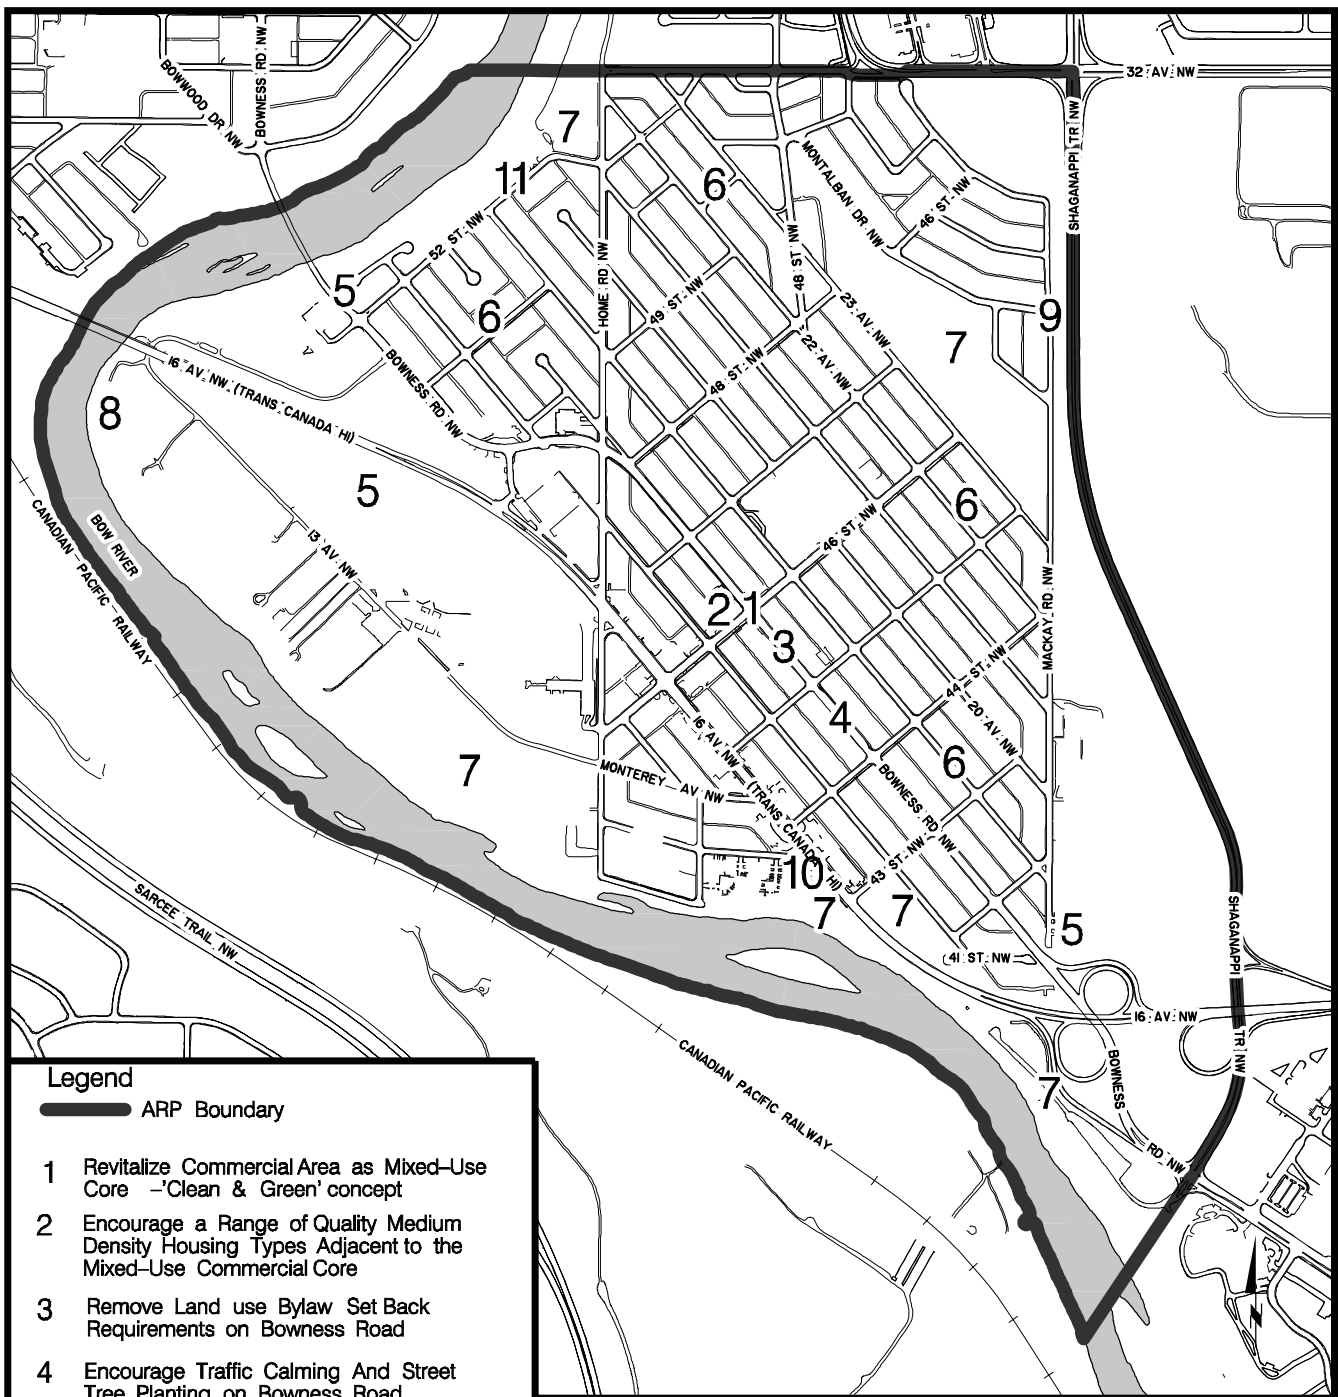 32 AV NW
BOWNESS RD NW
BOWWOOD DR NW
SHAGANAPPI TR NW
7
MONTALBAN DR NW
11
6
46 ST NW
52 ST NW
48 ST NW
HOME RD NW
49 ST NW
5
6
23 AV NW
9
7
22 AV NW
16 AV NW (TRANS CANADA HI)
BOWNESS RD NW
48 ST NW
8
5
6
CANADIAN PACIFIC RAILWAY
BOW RIVER
13 AV NW
46 ST NW
2
1
3
MACKAY RD NW
44 ST NW
4
20 AV NW
16 AV NW (TRANS CANADA HI)
7
MONTEREY AV NW
6
BOWNESS RD NW
43 ST NW
10
7
7
5
SARCEE TRAIL NW
41 ST NW
SHAGANAPPI TR NW
16 AV NW
CANADIAN PACIFIC RAILWAY
7
BOWNESS RD NW
Legend
ARP Boundary
1 Revitalize Commercial Area as Mixed-Use
Core -'Clean & Green' concept
2 Encourage a Range of Quality Medium
Density Housing Types Adjacent to the
Mixed-Use Commercial Core
3 Remove Land use Bylaw Set Back
Requirements on Bowness Road
4 Encourage Traffic Calming And Street
Tree Planting on Bowness Road